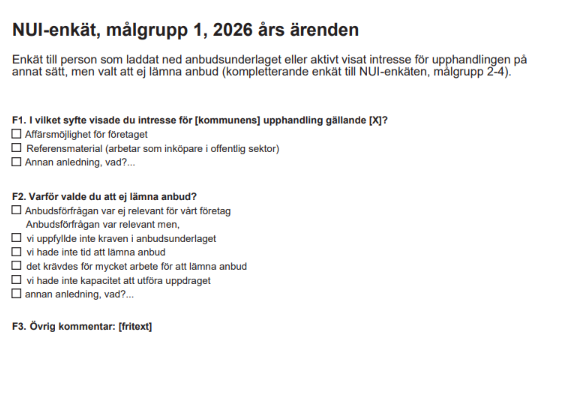 NUI-enkät, målgrupp 1, 2026 års ärenden
Enkät till person som laddat ned anbudsunderlaget eller aktivt visat intresse för upphandlingen på
annat sätt, men valt att ej lämna anbud (kompletterande enkät till NUI-enkäten, målgrupp 2-4).
F1. I vilket syfte visade du intresse för [kommunens] upphandling gällande [X]?
Affärsmöjlighet för företaget
Referensmaterial (arbetar som inköpare i offentlig sektor)
Annan anledning, vad?...
F2. Varför valde du att ej lämna anbud?
Anbudsförfrågan var ej relevant för vårt företag
Anbudsförfrågan var relevant men,
vi uppfyllde inte kraven i anbudsunderlaget
vi hade inte tid att lämna anbud
det krävdes för mycket arbete för att lämna anbud
vi hade inte kapacitet att utföra uppdraget
annan anledning, vad?...
F3. Övrig kommentar: [fritext]